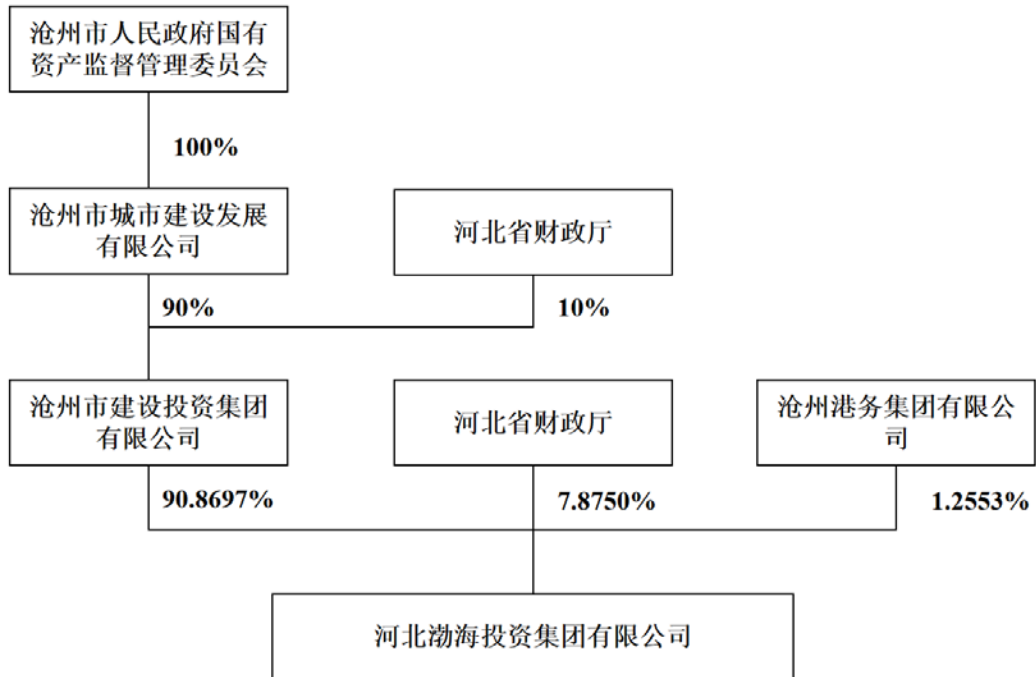 沧州市人民政府国有
资产监督管理委员会
100%
沧州市城市建设发展
有限公司
河北省财政厅
90%
10%
沧州市建设投资集团
有限公司
河北省财政厅
沧州港务集团有限公
司
90.8697%
7.8750%
1.2553%
河北渤海投资集团有限公司